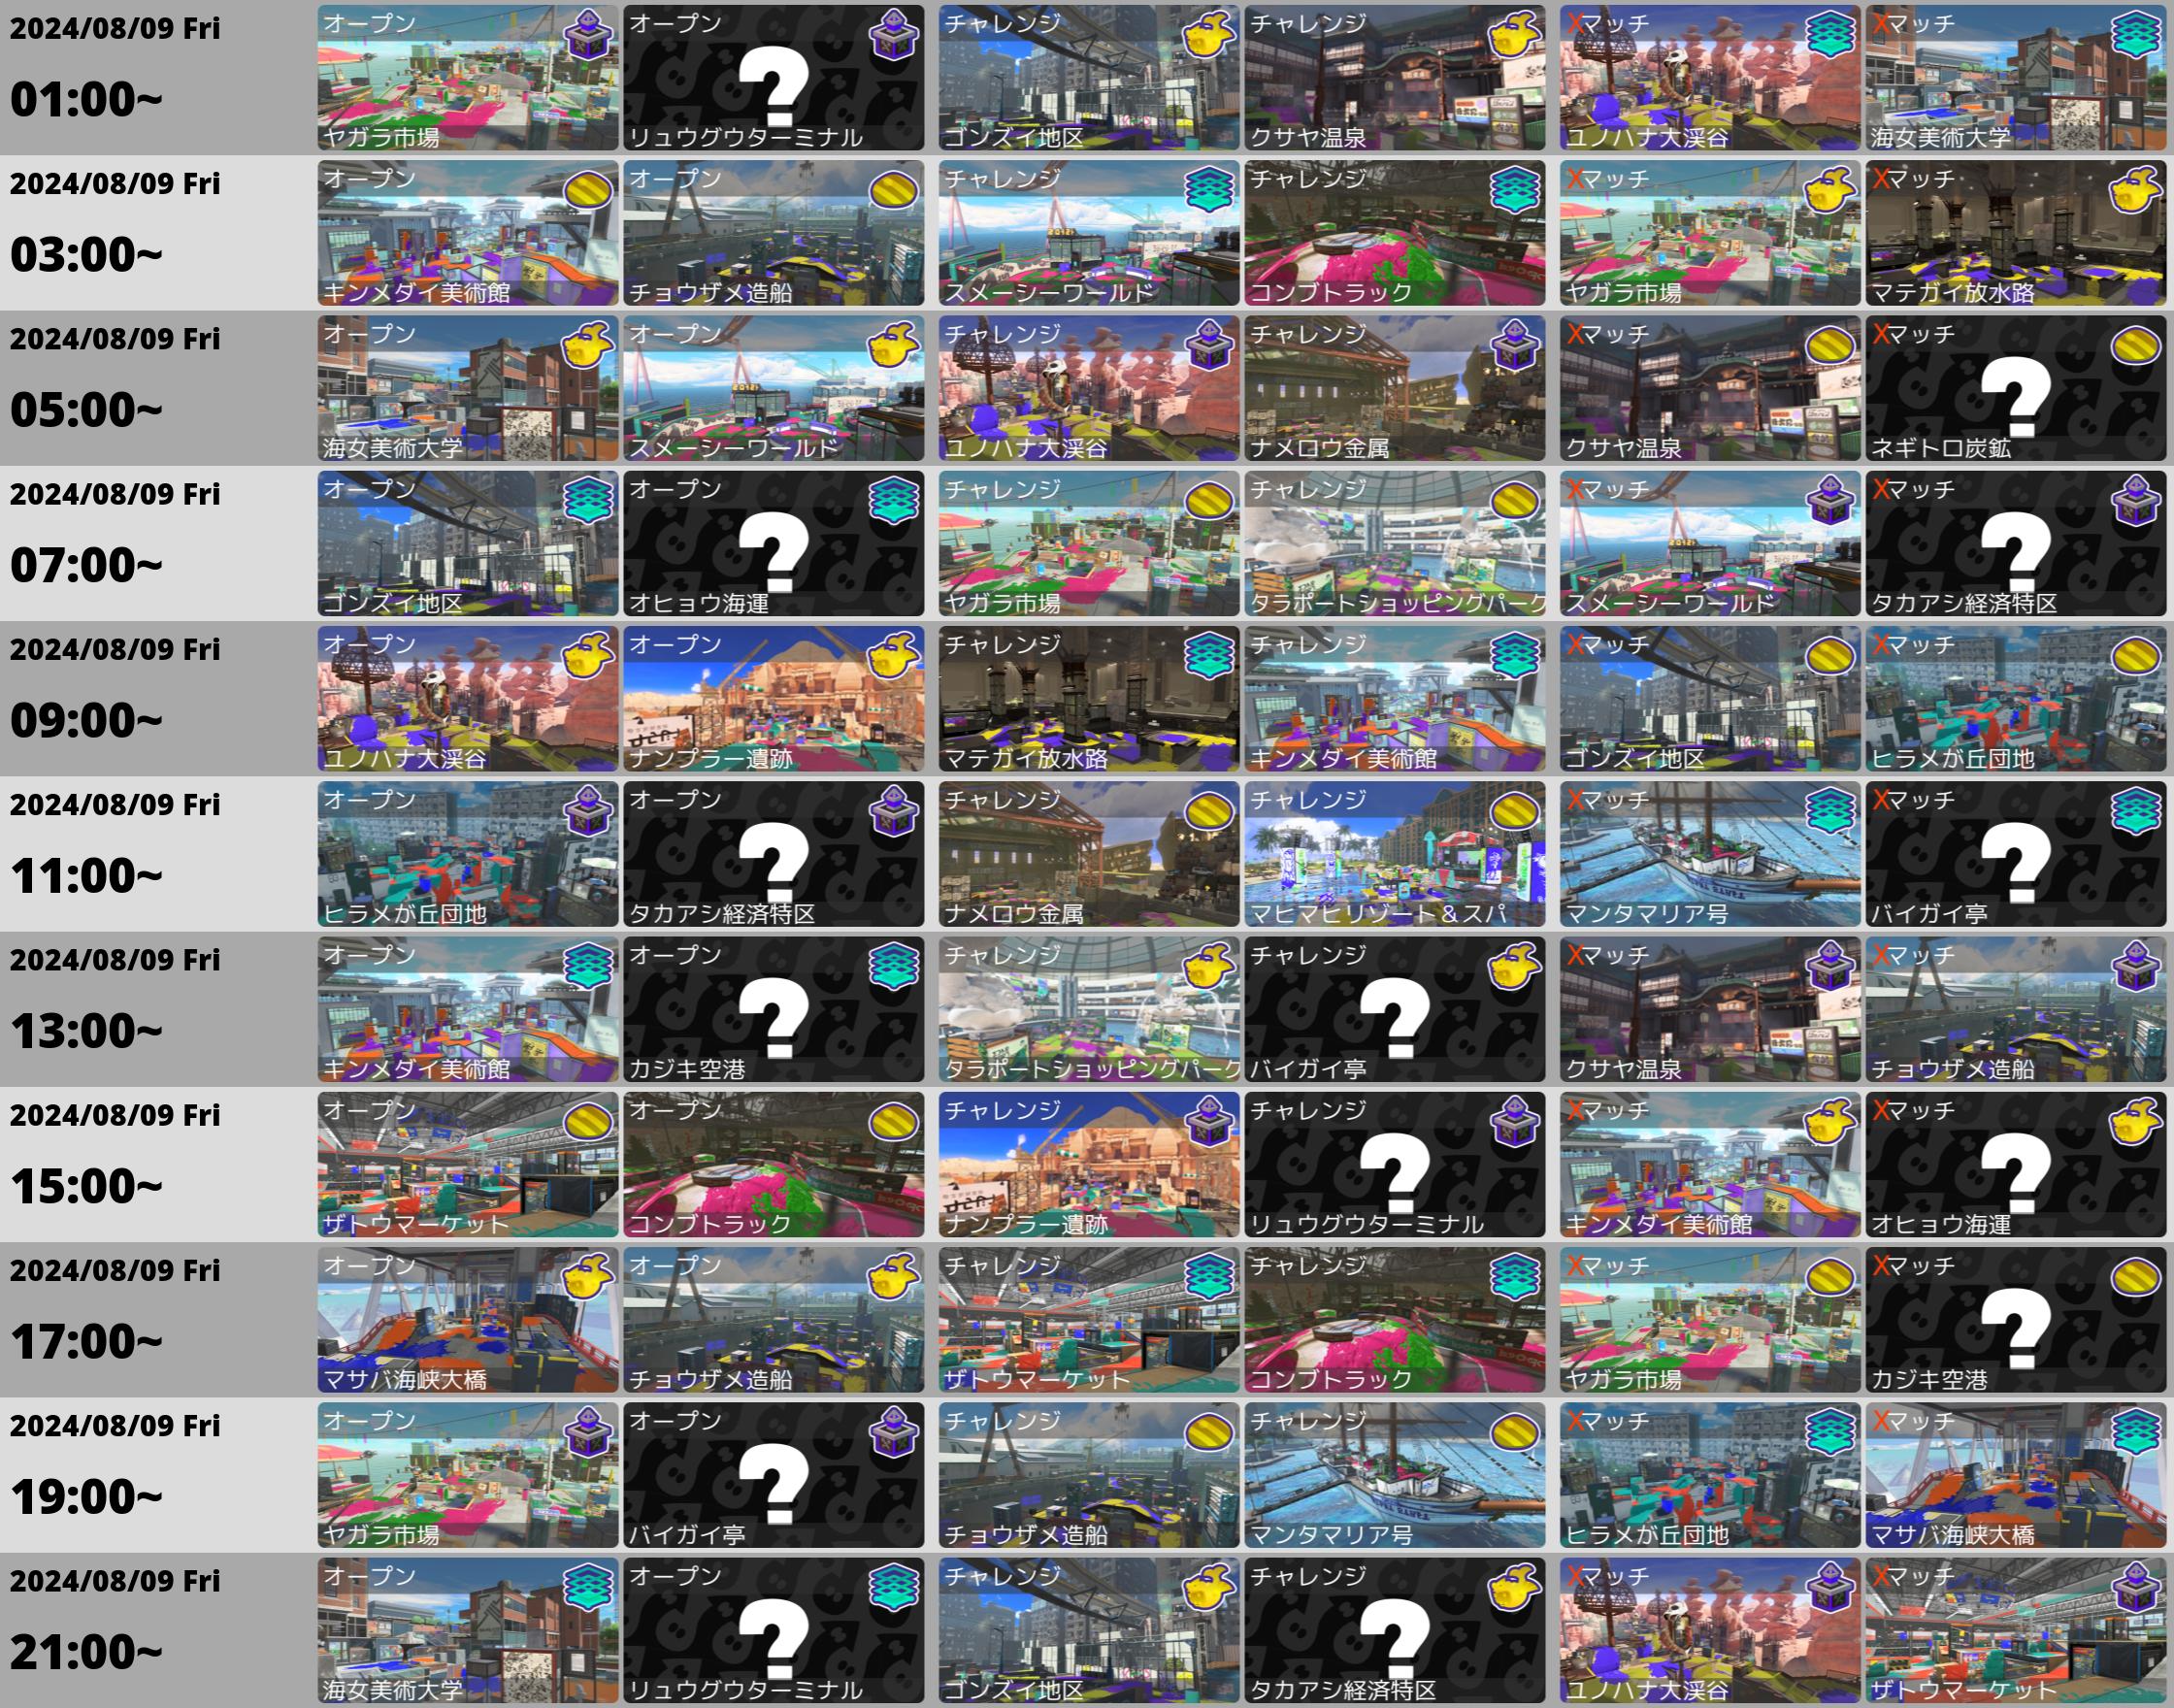 2024/08/09 Fri
01:00~
オープン
ヤガラ市場
オープン
リュウグウターミナル
チャレンジ
ゴンズイ地区
チャレンジ
クサヤ温泉
Xマッチ
ユノハナ大渓谷
Xマッチ
海女美術大学
2024/08/09 Fri
03:00~
オープン
キンメダイ美術館
オープン
チョウザメ造船
チャレンジ
スメーシーワールド
チャレンジ
コンブトラック
Xマッチ
ヤガラ市場
Xマッチ
マテガイ放水路
2024/08/09 Fri
05:00~
オープン
海女美術大学
オープン
スメーシーワールド
チャレンジ
ユノハナ大渓谷
チャレンジ
ナメロウ金属
Xマッチ
クサヤ温泉
Xマッチ
ネギトロ炭鉱
2024/08/09 Fri
07:00~
オープン
ゴンズイ地区
オープン
オヒョウ海運
チャレンジ
ヤガラ市場
チャレンジ
タラポートショッピングパーク
Xマッチ
スメーシーワールド
Xマッチ
タカアシ経済特区
2024/08/09 Fri
09:00~
オープン
ユノハナ大渓谷
オープン
ナンプラー遺跡
チャレンジ
マテガイ放水路
チャレンジ
キンメダイ美術館
Xマッチ
ゴンズイ地区
Xマッチ
ヒラメが丘団地
2024/08/09 Fri
11:00~
オープン
ヒラメが丘団地
オープン
タカアシ経済特区
チャレンジ
ナメロウ金属
チャレンジ
マヒマヒリゾート&スパ
Xマッチ
マンタマリア号
Xマッチ
バイガイ亭
2024/08/09 Fri
13:00~
オープン
キンメダイ美術館
オープン
カジキ空港
チャレンジ
タラポートショッピングパーク
チャレンジ
バイガイ亭
Xマッチ
クサヤ温泉
Xマッチ
チョウザメ造船
2024/08/09 Fri
15:00~
オープン
ザトウマーケット
オープン
コンブトラック
チャレンジ
ナンプラー遺跡
チャレンジ
リュウグウターミナル
Xマッチ
キンメダイ美術館
Xマッチ
オヒョウ海運
2024/08/09 Fri
17:00~
オープン
マサバ海峡大橋
オープン
チョウザメ造船
チャレンジ
ザトウマーケット
チャレンジ
コンブトラック
Xマッチ
ヤガラ市場
Xマッチ
カジキ空港
2024/08/09 Fri
19:00~
オープン
ヤガラ市場
オープン
バイガイ亭
チャレンジ
チョウザメ造船
チャレンジ
マンタマリア号
Xマッチ
ヒラメが丘団地
Xマッチ
マサバ海峡大橋
2024/08/09 Fri
21:00~
オープン
海女美術大学
オープン
リュウグウターミナル
チャレンジ
ゴンズイ地区
チャレンジ
タカアシ経済特区
Xマッチ
ユノハナ大渓谷
Xマッチ
ザトウマーケット